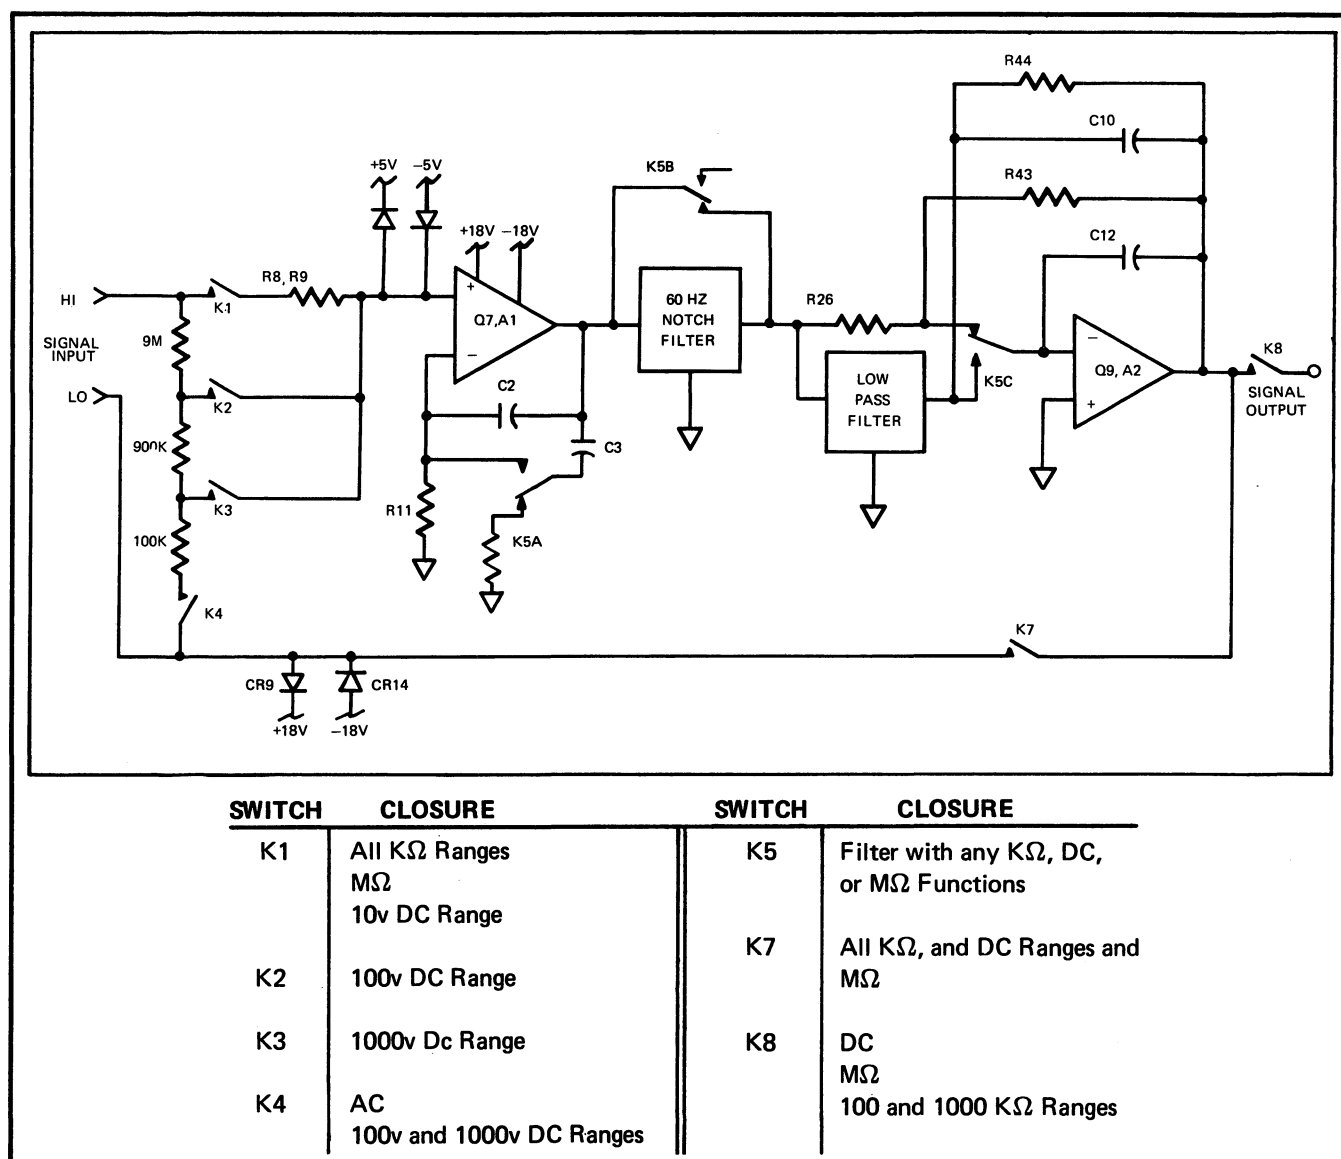 R44
C10
R43
C12
+5V
−5V
K5B
+18V
−18V
HI
K1
R8, R9
+
Q7,A1
−
60 HZ
NOTCH
FILTER
R26
SIGNAL
INPUT
9M
LO
K2
C2
LOW
PASS
FILTER
K5C
−
Q9, A2
+
K8
SIGNAL
OUTPUT
900K
C3
K3
R11
100K
K5A
K4
K7
CR9
CR14
+18V
−18V
SWITCH CLOSURE
K1 All KΩ Ranges
MΩ
10v DC Range
K2 100v DC Range
K3 1000v Dc Range
K4 AC
100v and 1000v DC Ranges
SWITCH CLOSURE
K5 Filter with any KΩ, DC,
or MΩ Functions
K7 All KΩ, and DC Ranges and
MΩ
K8 DC
MΩ
100 and 1000 KΩ Ranges